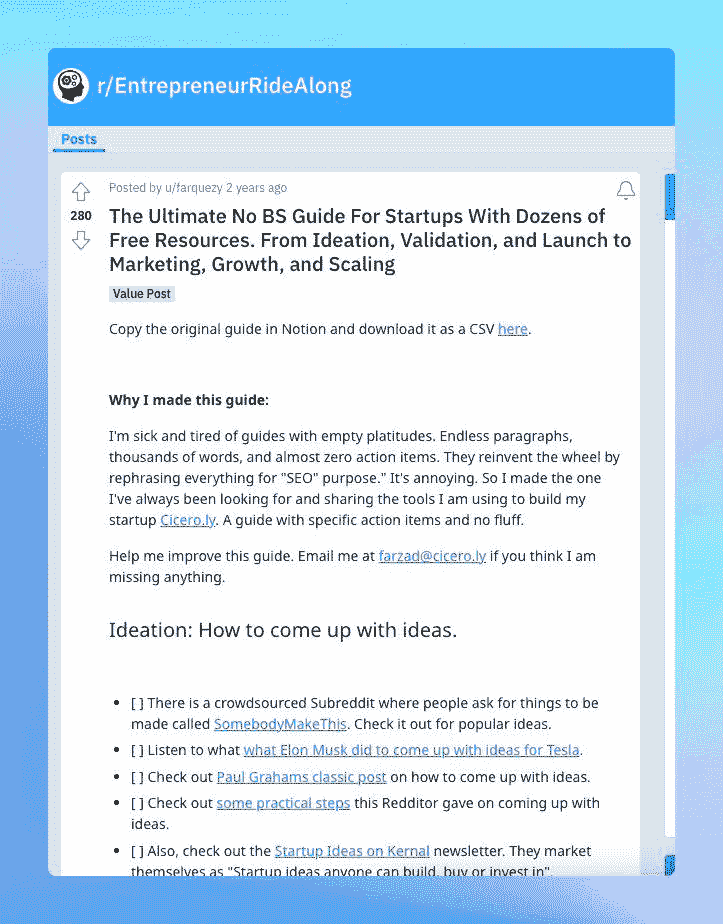 r/EntrepreneurRideAlong
Posts
Posted by u/farquezy 2 years ago
280
The Ultimate No BS Guide For Startups With Dozens of
Free Resources. From Ideation, Validation, and Launch to
Marketing, Growth, and Scaling
Value Post
Copy the original guide in Notion and download it as a CSV here.
Why I made this guide:
I'm sick and tired of guides with empty platitudes. Endless paragraphs,
thousands of words, and almost zero action items. They reinvent the wheel by
rephrasing everything for "SEO" purpose." It's annoying. So I made the one
I've always been looking for and sharing the tools I am using to build my
startup Cicero.ly. A guide with specific action items and no fluff.
Help me improve this guide. Email me at farzad@cicero.ly if you think I am
missing anything.
Ideation: How to come up with ideas.
• [ ] There is a crowdsourced Subreddit where people ask for things to be
made called SomebodyMakeThis. Check it out for popular ideas.
• [ ] Listen to what what Elon Musk did to come up with ideas for Tesla.
• [ ] Check out Paul Grahams classic post on how to come up with ideas.
• [ ] Check out some practical steps this Redditor gave on coming up with
ideas.
• [ ] Also, check out the Startup Ideas on Kernal newsletter. They market
themselves as "Startup ideas anyone can build, buy or invest in".